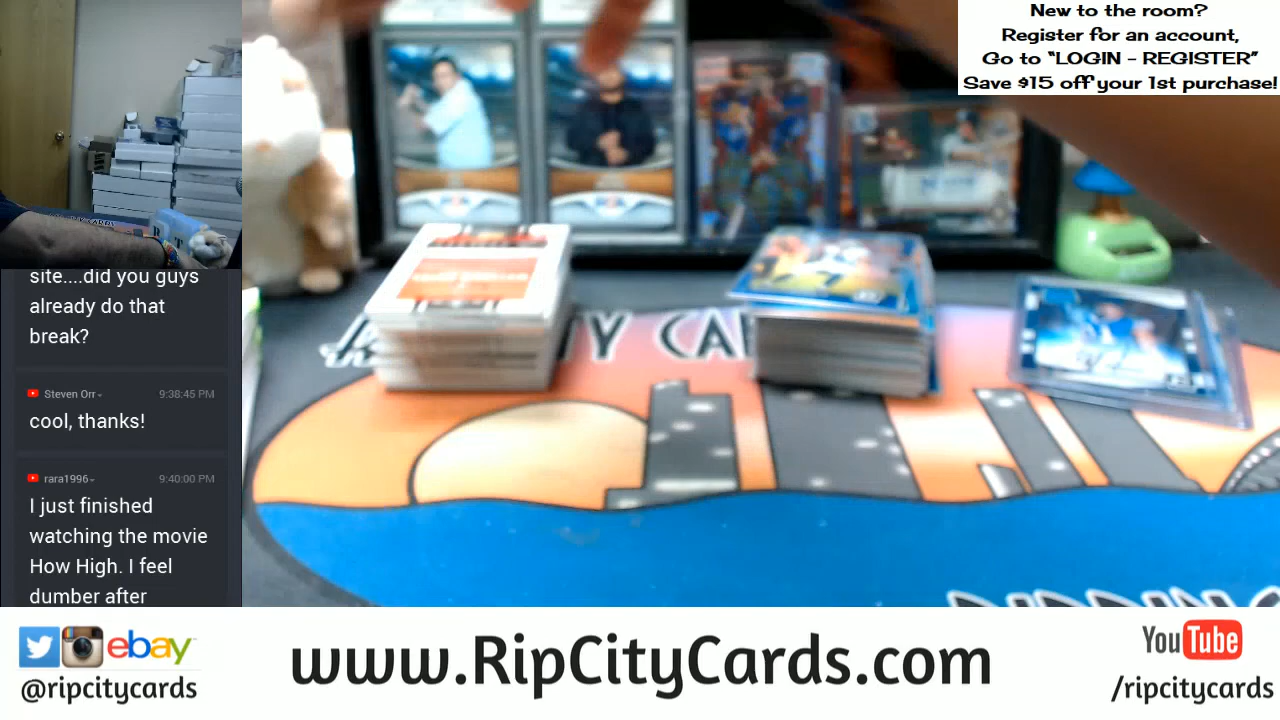 New to the room?
Register for an account,
Go to "LOGIN - REGISTER"
Save $15 off your 1st purchase!
site....did you guys
already do that
break?
Steven Orr
9:38:45 PM
cool, thanks!
rara1996
9:40:00 PM
I just finished
watching the movie
How High. I feel
dumber after
CITY CAR
ebay
@ripcitycards
www.RipCityCards.com
YouTube
/ripcitycards